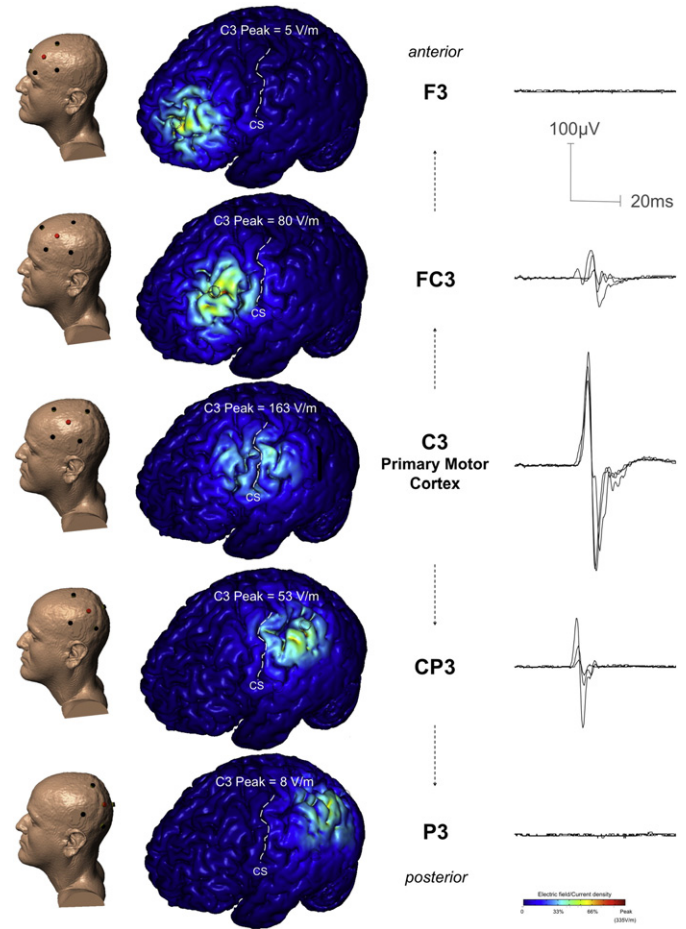 C3 Peak = 5 V/m
CS
anterior
F3
100µV
20ms
C3 Peak = 80 V/m
CS
FC3
C3 Peak = 163 V/m
CS
C3
Primary Motor
Cortex
C3 Peak = 53 V/m
CS
CP3
C3 Peak = 8 V/m
CS
P3
posterior
Electric field/Current density
0 33% 66% Peak
(335V/m)